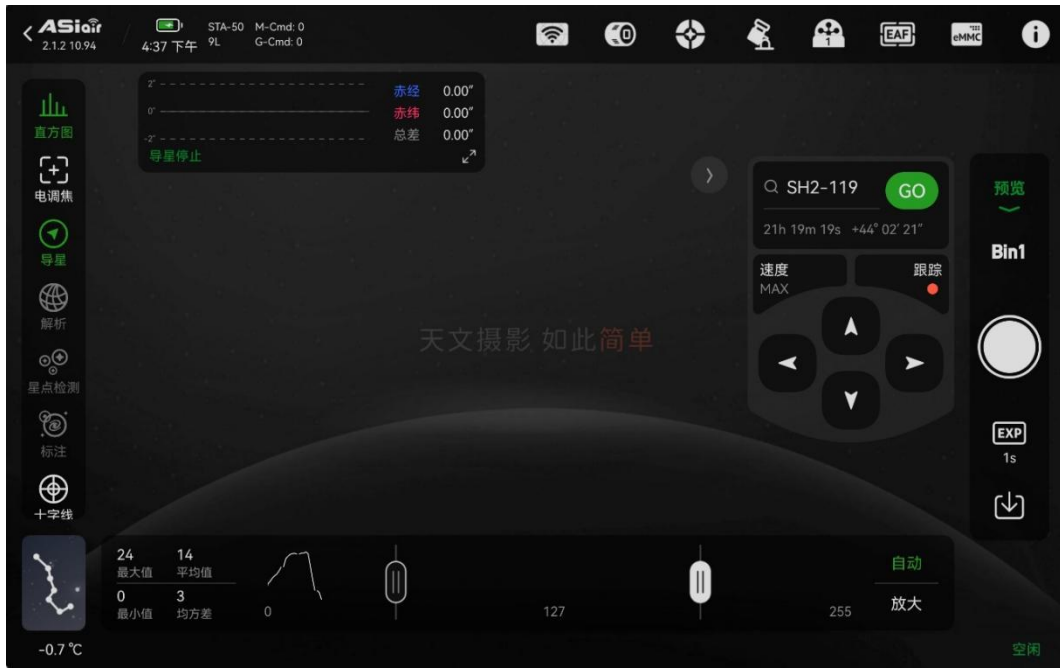 ASiair
2.1.2 10.94
4:37 下午
STA-50 M-Cmd: 0
9L G-Cmd: 0
1
EAF
eMMC
直方图
电调焦
导星
解析
星点检测
标注
十字线
2"
0"
-2"
赤经 0.00"
赤纬 0.00"
总差 0.00"
导星停止
SH2-119
GO
21h 19m 19s +44° 02′ 21″
速度
MAX
跟踪
天文摄影 如此简单
预览
Bin1
EXP
1s
24 14
最大值 平均值
0 3
最小值 均方差
0 127 255
自动
放大
-0.7 ℃
空闲